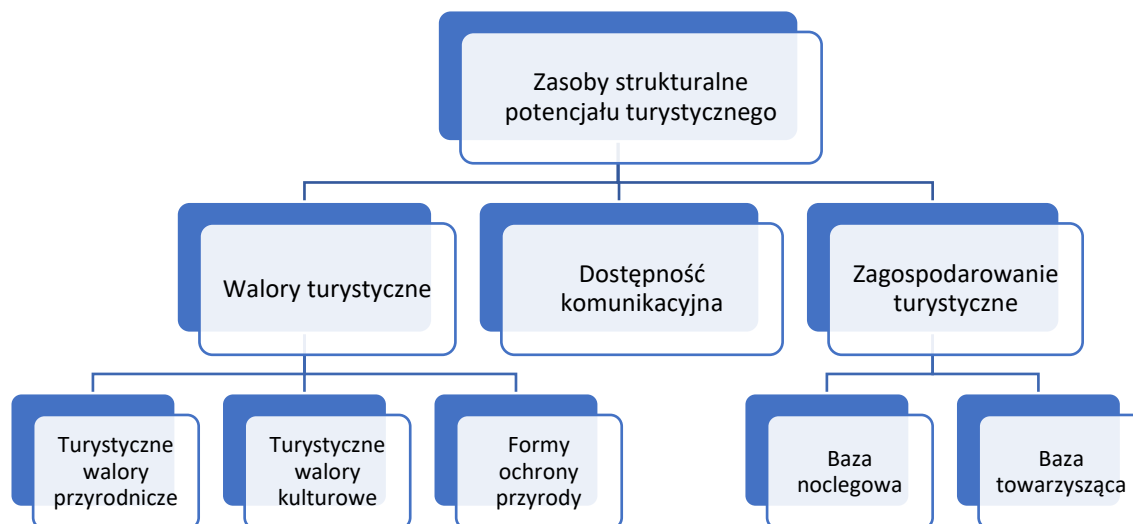 Zasoby strukturalne
potencjału turystycznego
Walory turystyczne
Dostępność
komunikacyjna
Zagospodarowanie
turystyczne
Turystyczne
walory
przyrodnicze
Turystyczne
walory
kulturowe
Formy
ochrony
przyrody
Baza
noclegowa
Baza
towarzysząca